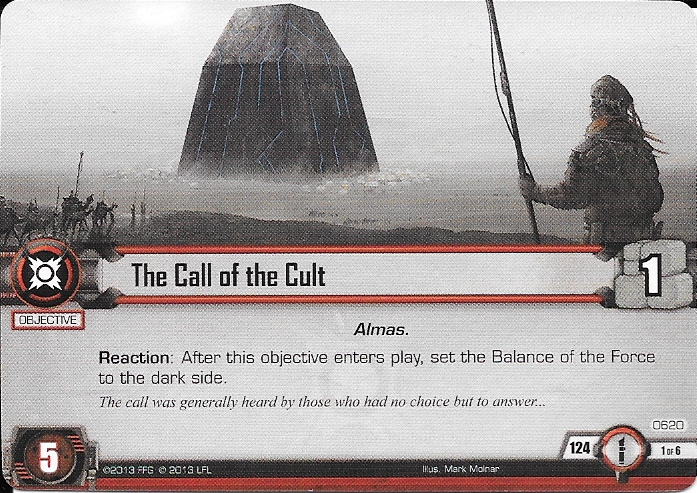 The Call of the Cult
1
OBJECTIVE
Almas.
Reaction: After this objective enters play, set the Balance of the Force
to the dark side.
The call was generally heard by those who had no choice but to answer...
0620
5
124
1 OF 6
©2013 FFG © 2013 LFL
Illus. Mark Molnar